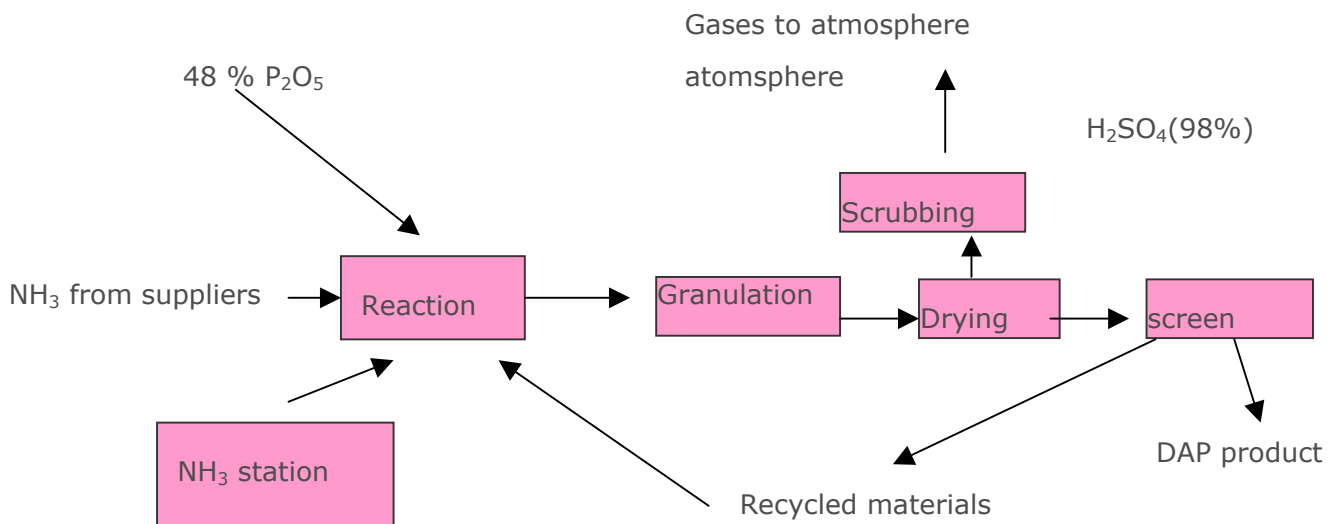 Gases to atmosphere
atomsphere
48 % P₂O₅
H₂SO₄(98%)
Scrubbing
NH₃ from suppliers
Reaction
Granulation
Drying
screen
NH₃ station
DAP product
Recycled materials